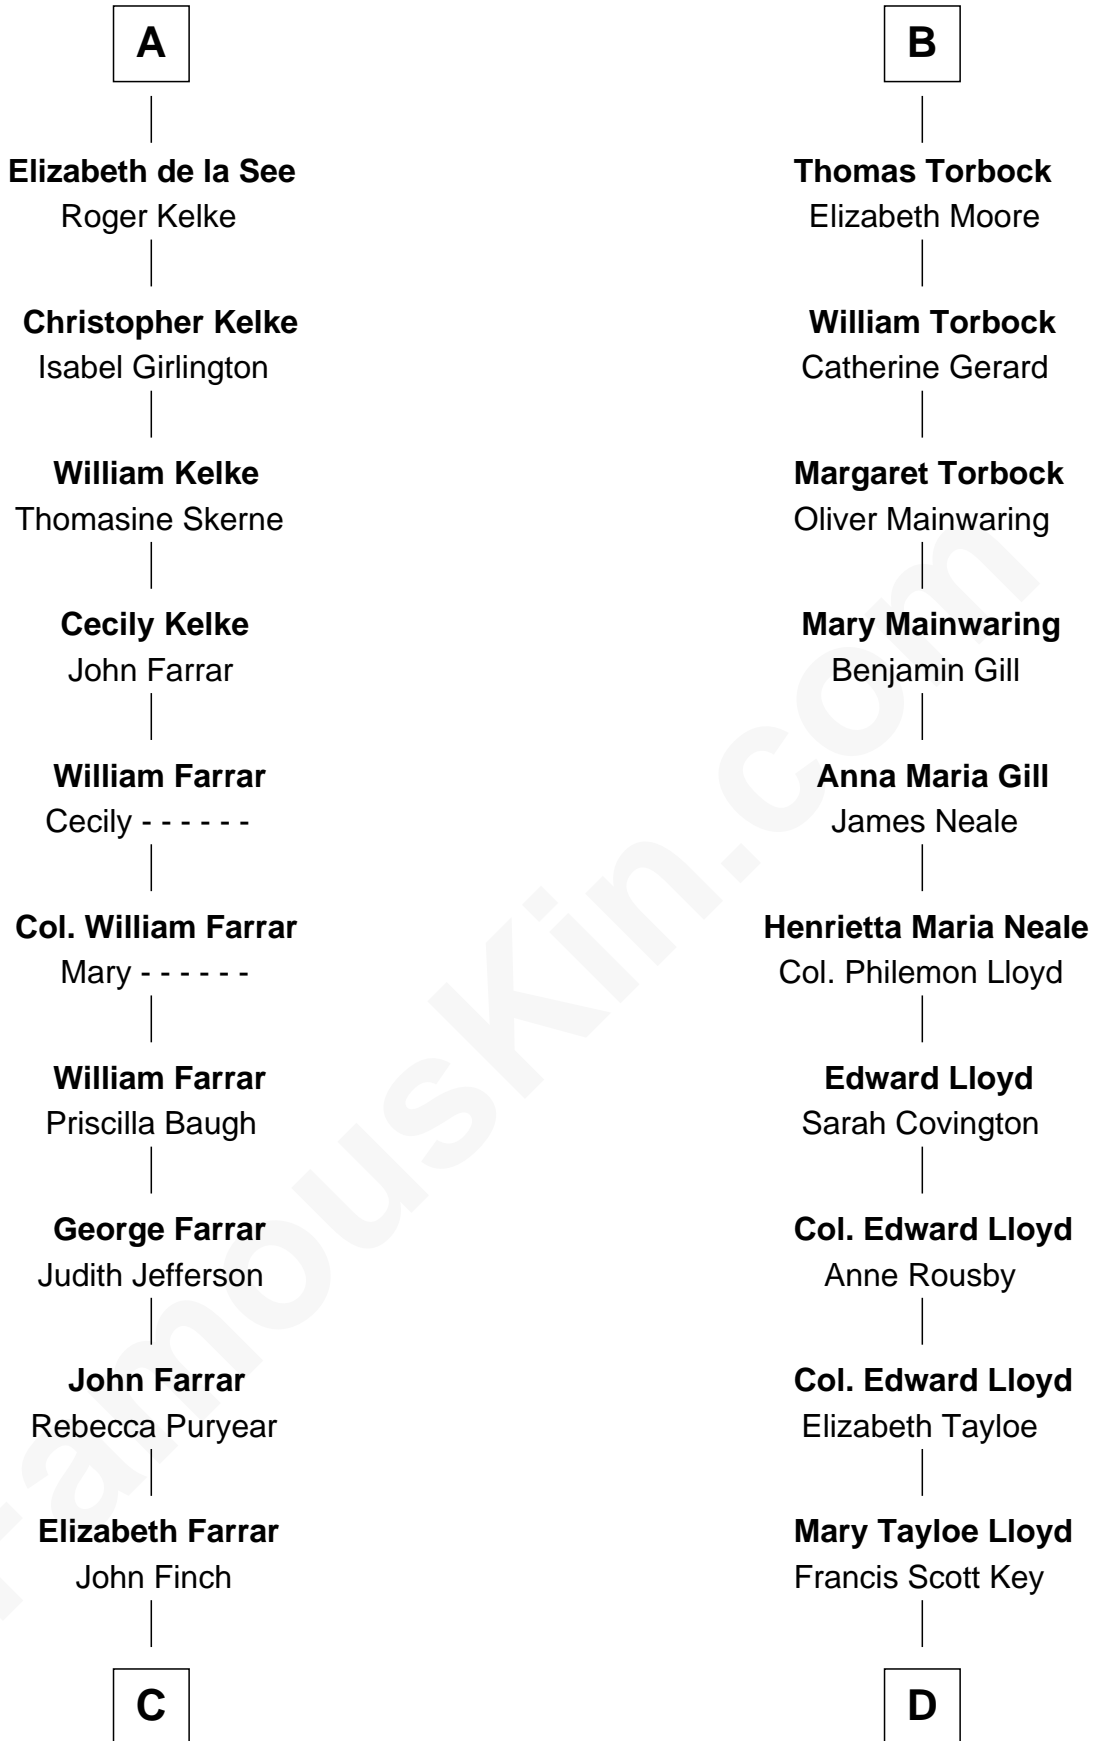 A
Elizabeth de la See
Roger Kelke
Christopher Kelke
Isabel Girlington
William Kelke
Thomasine Skerne
Cecily Kelke
John Farrar
William Farrar
Cecily - - - - - -
Col. William Farrar
Mary - - - - - -
William Farrar
Priscilla Baugh
George Farrar
Judith Jefferson
John Farrar
Rebecca Puryear
Elizabeth Farrar
John Finch
C
B
Thomas Torbock
Elizabeth Moore
William Torbock
Catherine Gerard
Margaret Torbock
Oliver Mainwaring
Mary Mainwaring
Benjamin Gill
Anna Maria Gill
James Neale
Henrietta Maria Neale
Col. Philemon Lloyd
Edward Lloyd
Sarah Covington
Col. Edward Lloyd
Anne Rousby
Col. Edward Lloyd
Elizabeth Tayloe
Mary Tayloe Lloyd
Francis Scott Key
D
FamousKin.com